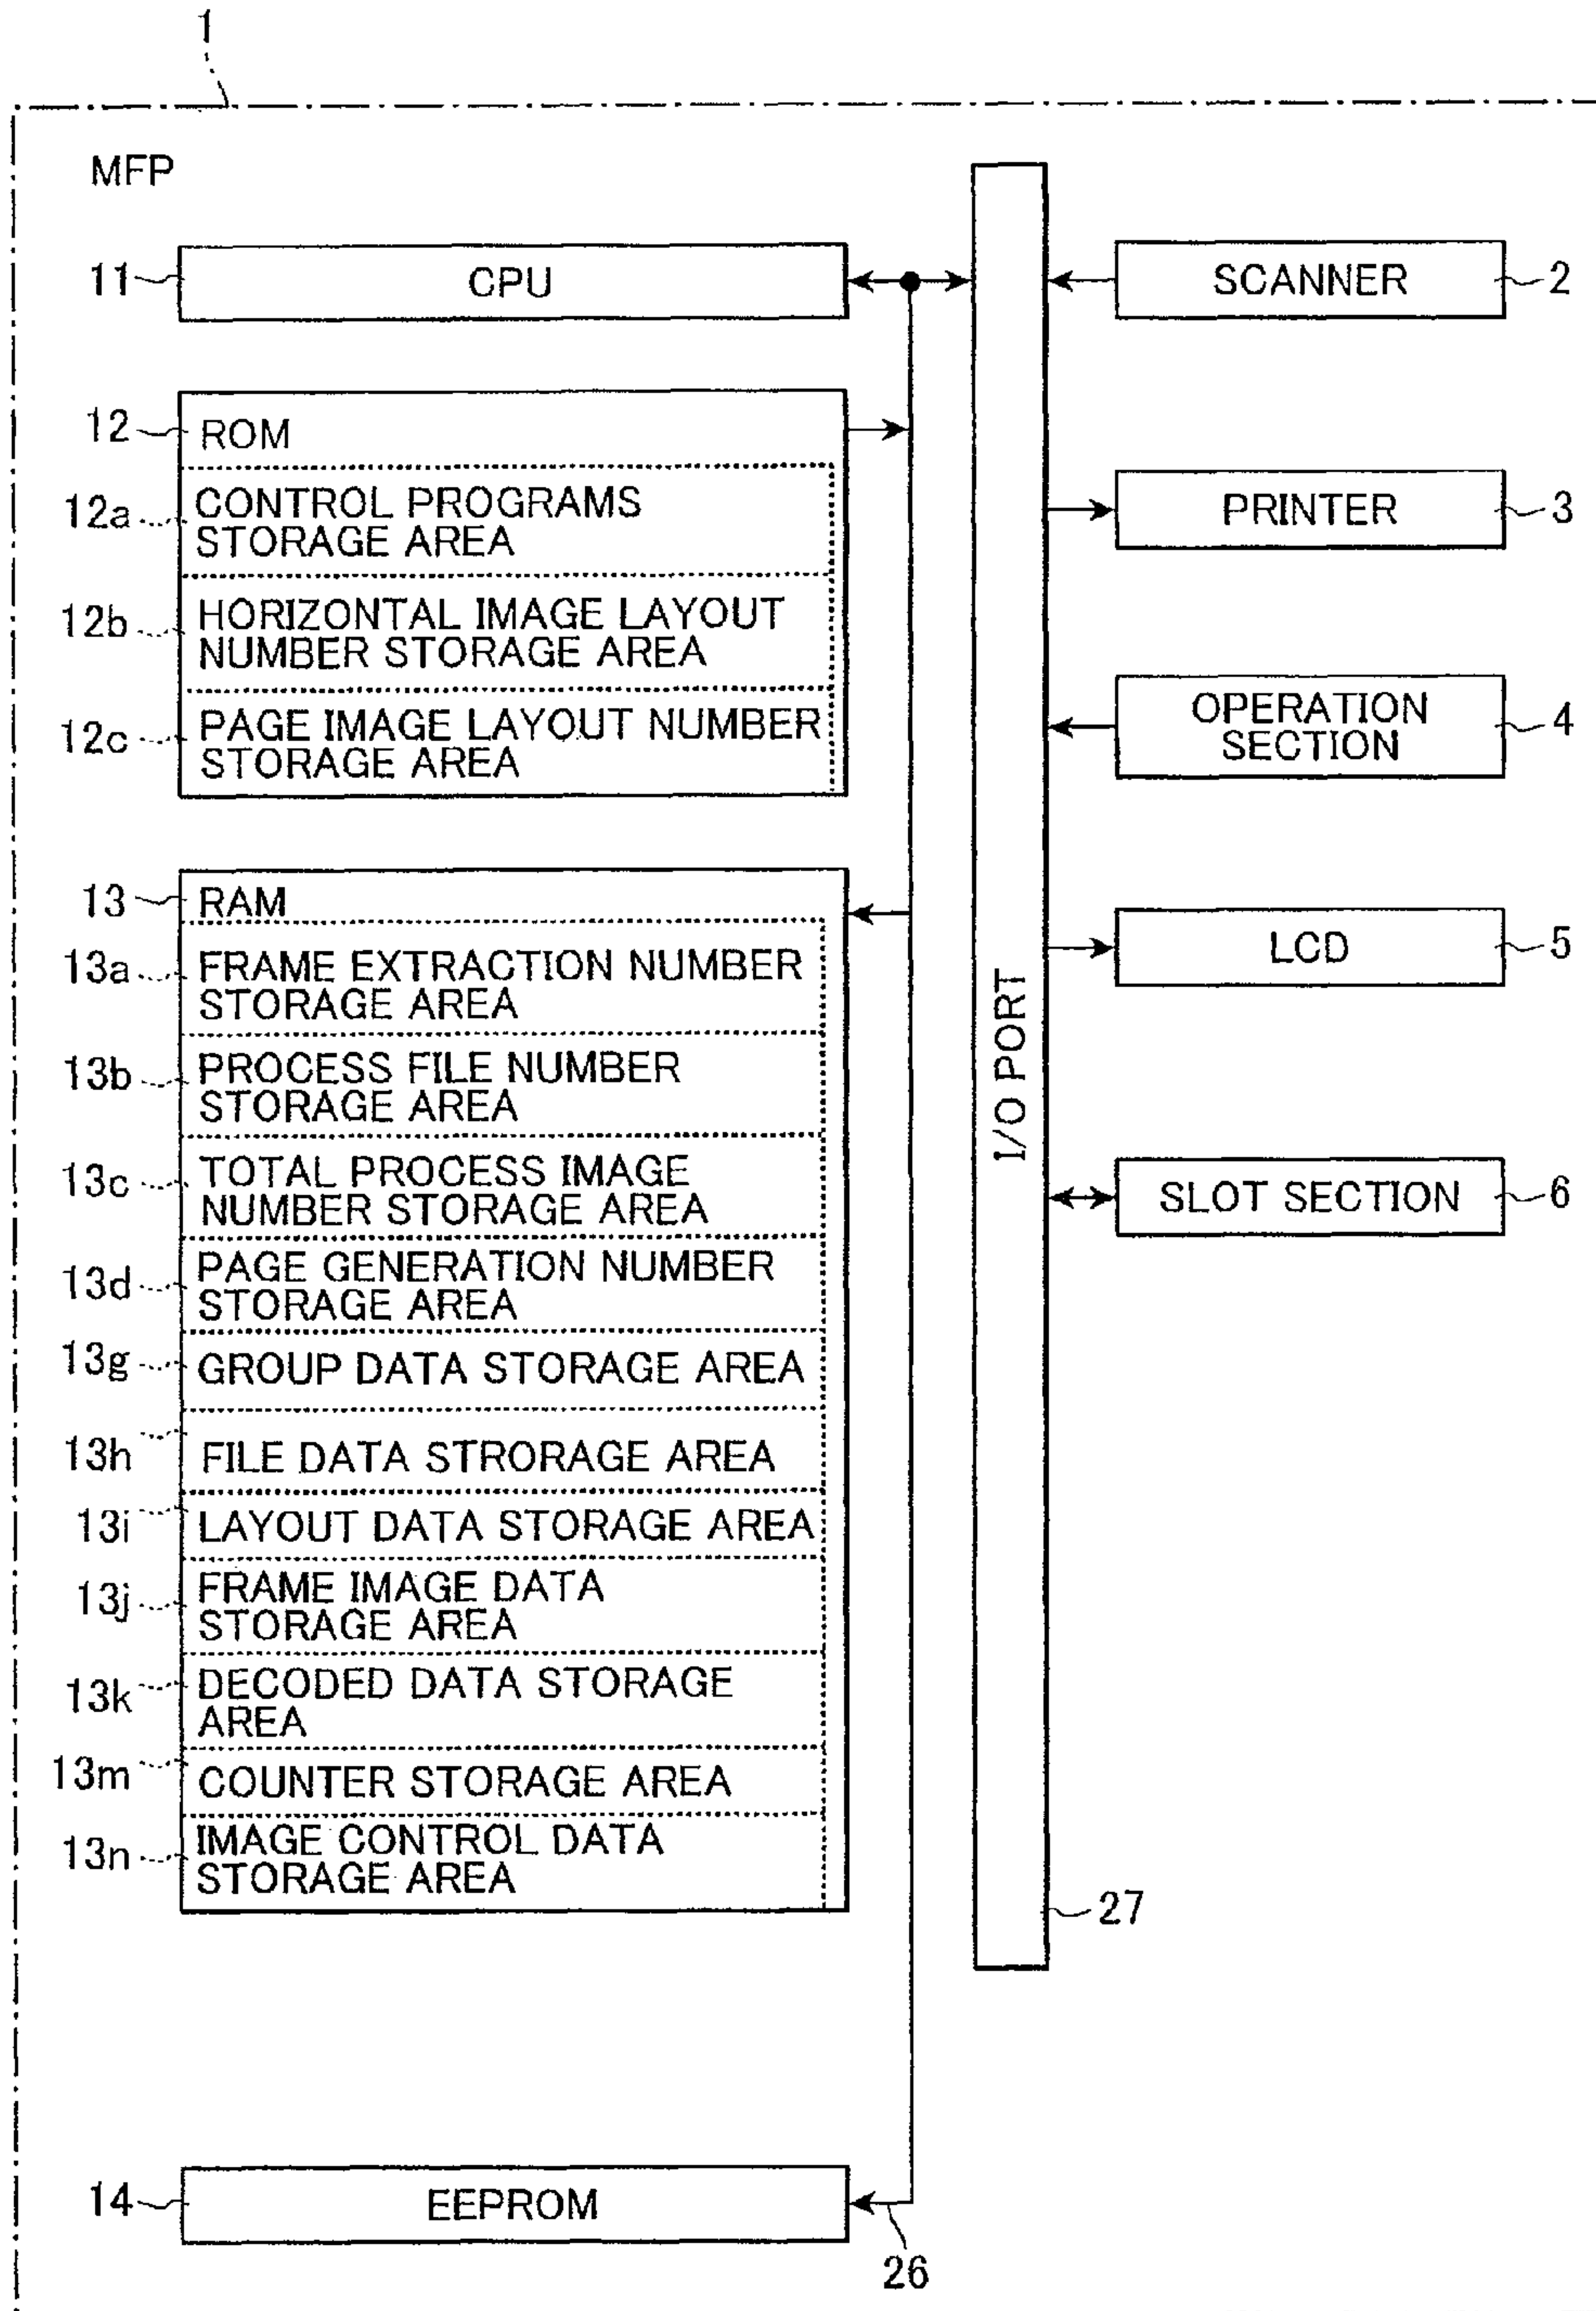 1
MFP
11 CPU
12 ROM
12a CONTROL PROGRAMS
STORAGE AREA
12b HORIZONTAL IMAGE LAYOUT
NUMBER STORAGE AREA
12c PAGE IMAGE LAYOUT NUMBER
STORAGE AREA
13 RAM
13a FRAME EXTRACTION NUMBER
STORAGE AREA
13b PROCESS FILE NUMBER
STORAGE AREA
13c TOTAL PROCESS IMAGE
NUMBER STORAGE AREA
13d PAGE GENERATION NUMBER
STORAGE AREA
13g GROUP DATA STORAGE AREA
13h FILE DATA STRORAGE AREA
13i LAYOUT DATA STORAGE AREA
13j FRAME IMAGE DATA
STORAGE AREA
13k DECODED DATA STORAGE
AREA
13m COUNTER STORAGE AREA
13n IMAGE CONTROL DATA
STORAGE AREA
14 EEPROM
26
I/O PORT
27
SCANNER 2
PRINTER 3
OPERATION
SECTION 4
LCD 5
SLOT SECTION 6